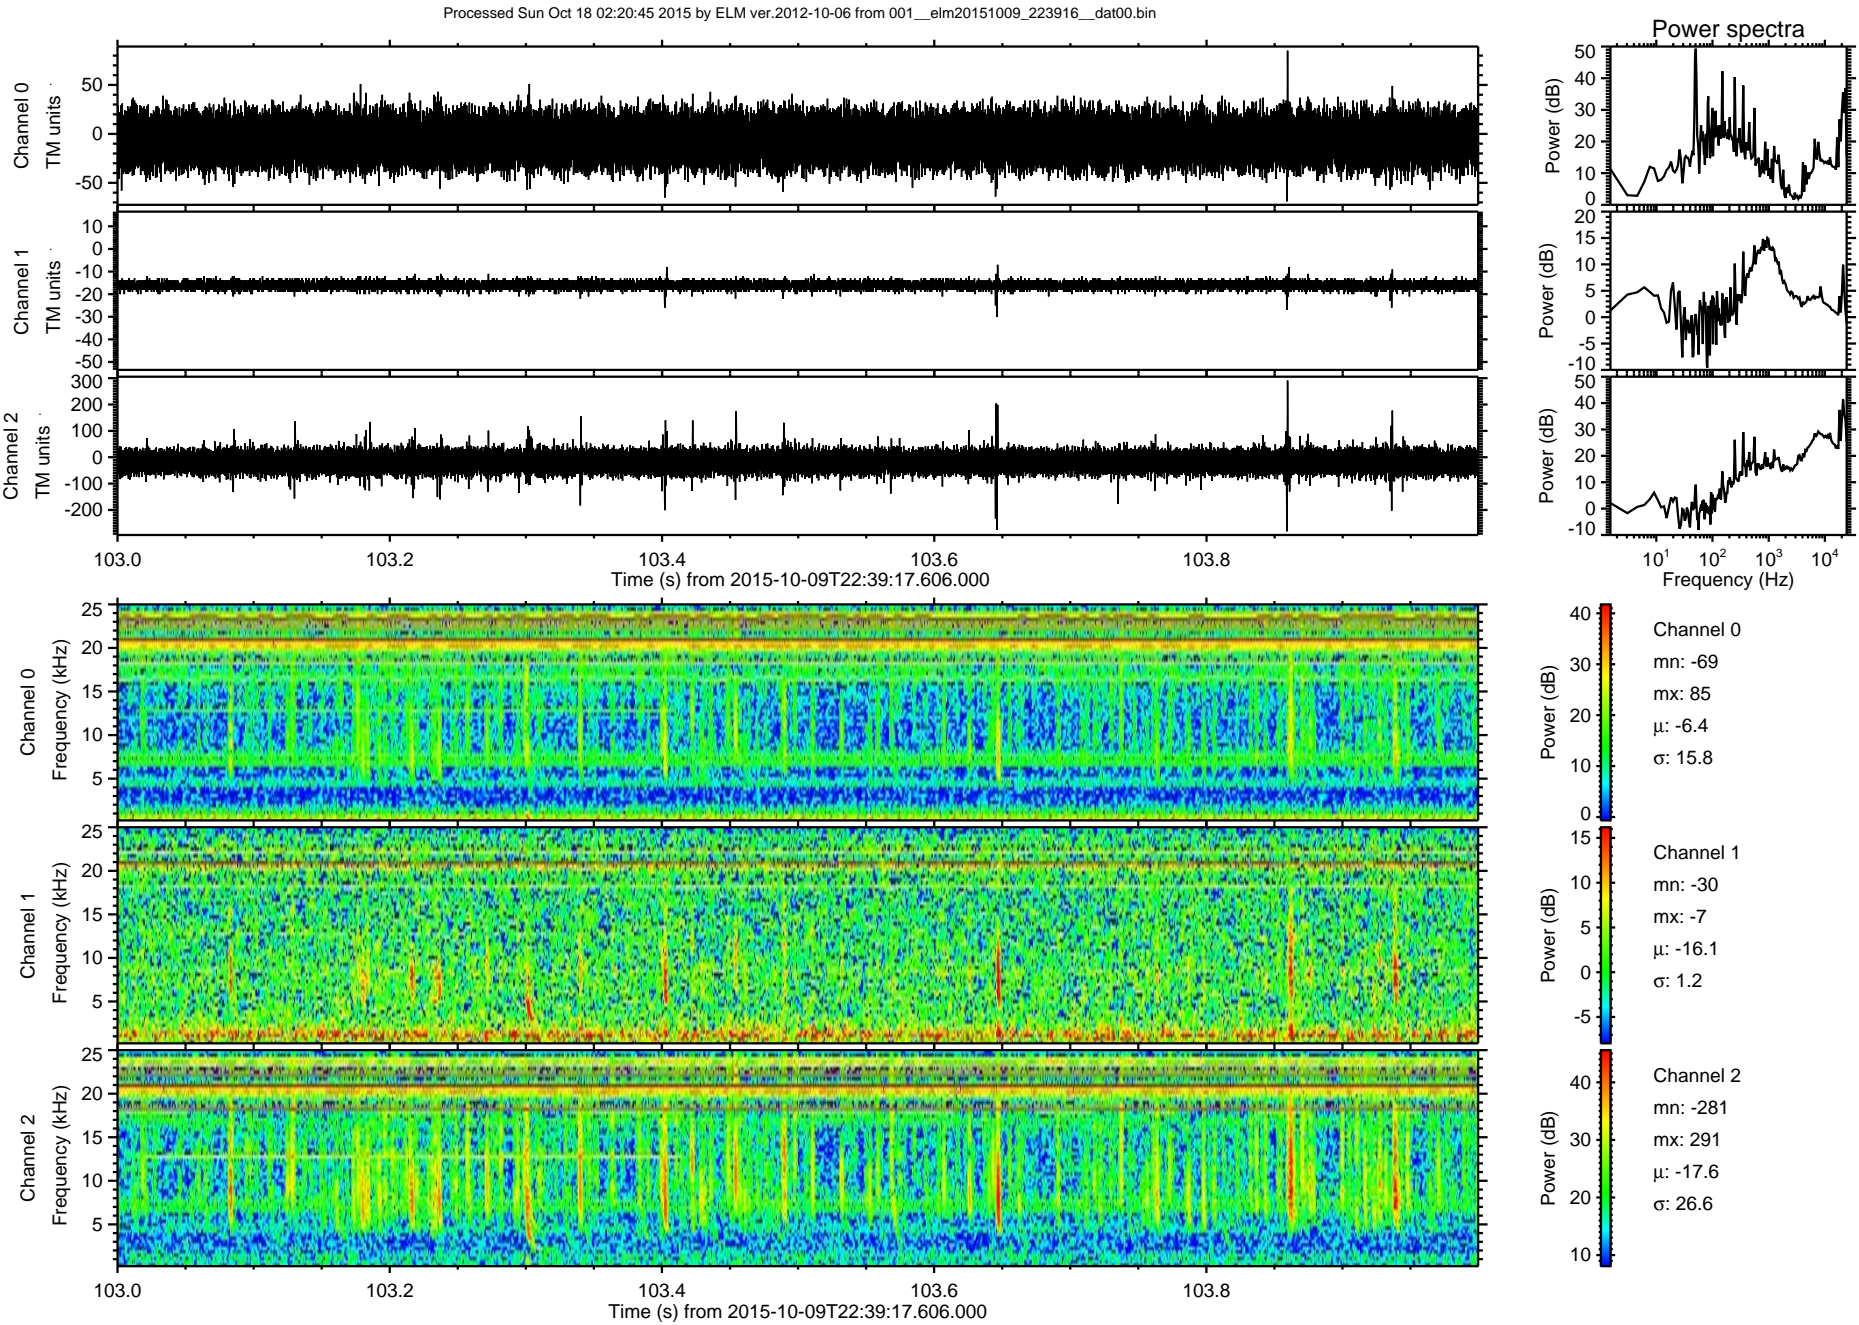 Processed Sun Oct 18 02:20:45 2015 by ELM ver.2012-10-06 from 001__elm20151009_223916__dat00.bin
Power spectra
Channel 0
TM units
50
0
-50
Power (dB)
50
40
30
20
10
0
Channel 1
TM units
10
0
-10
-20
-30
-40
-50
Power (dB)
20
15
10
5
0
-5
-10
Channel 2
TM units
300
200
100
0
-100
-200
Power (dB)
50
40
30
20
10
0
-10
103.0 103.2 103.4 103.6 103.8
Time (s) from 2015-10-09T22:39:17.606.000
10¹ 10² 10³ 10⁴
Frequency (Hz)
Channel 0
Frequency (kHz)
25
20
15
10
5
Power (dB)
40
30
20
10
0
Channel 0
mn: -69
mx: 85
μ: -6.4
σ: 15.8
Channel 1
Frequency (kHz)
25
20
15
10
5
Power (dB)
15
10
5
0
-5
Channel 1
mn: -30
mx: -7
μ: -16.1
σ: 1.2
Channel 2
Frequency (kHz)
25
20
15
10
5
Power (dB)
40
30
20
10
Channel 2
mn: -281
mx: 291
μ: -17.6
σ: 26.6
103.0 103.2 103.4 103.6 103.8
Time (s) from 2015-10-09T22:39:17.606.000